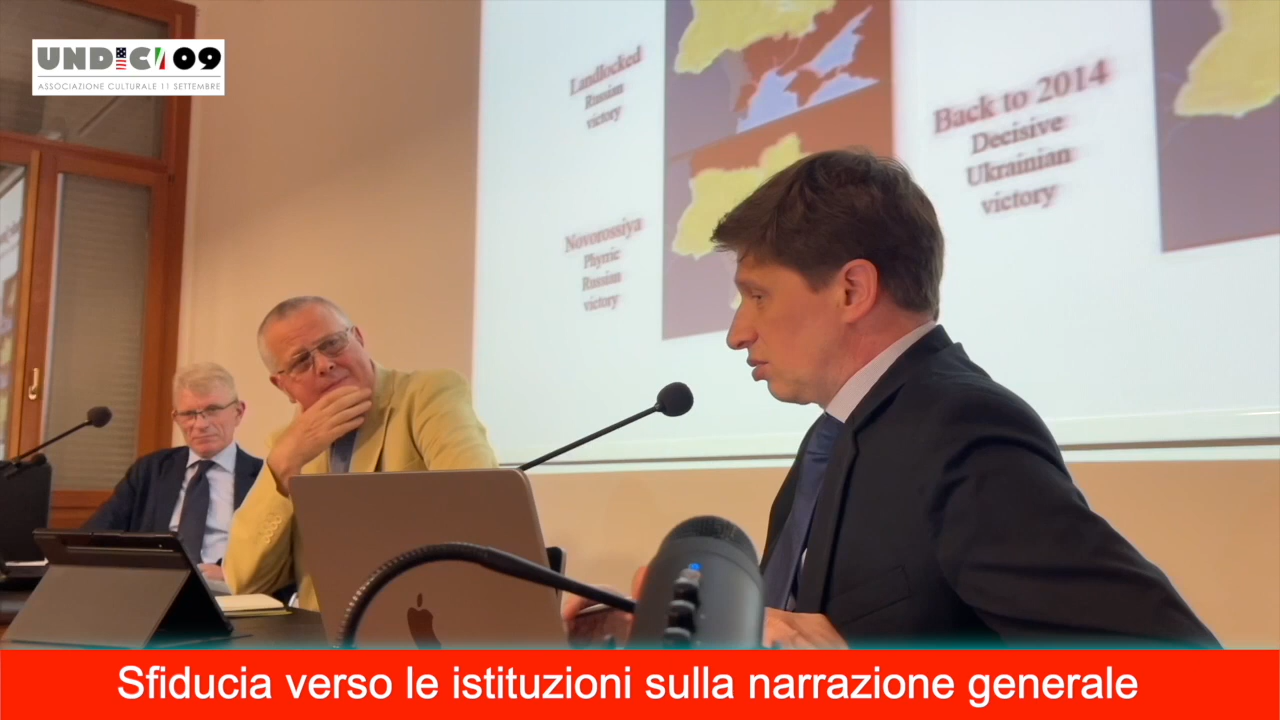 UNDICI09
ASSOCIAZIONE CULTURALE 11 SETTEMBRE
Landlocked
Russian
victory
Novorossiya
Phyrric
Russian
victory
Back to 2014
Decisive
Ukrainian
victory
Sfiducia verso le istituzioni sulla narrazione generale